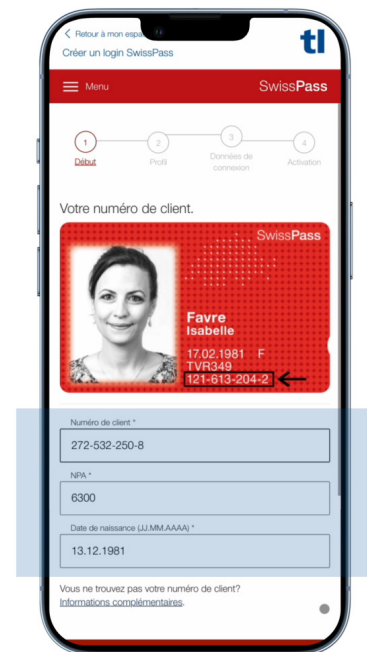 Retour à mon espa
Créer un login SwissPass
tl
Menu
SwissPass
1
2
3
4
Début
Profil
Données de
connexion
Activation
Votre numéro de client.
SwissPass
Favre
Isabelle
17.02.1981 F
TVR349
121-613-204-2
Numéro de client *
272-532-250-8
NPA *
6300
Date de naissance (JJ.MM.AAAA) *
13.12.1981
Vous ne trouvez pas votre numéro de client?
Informations complémentaires.